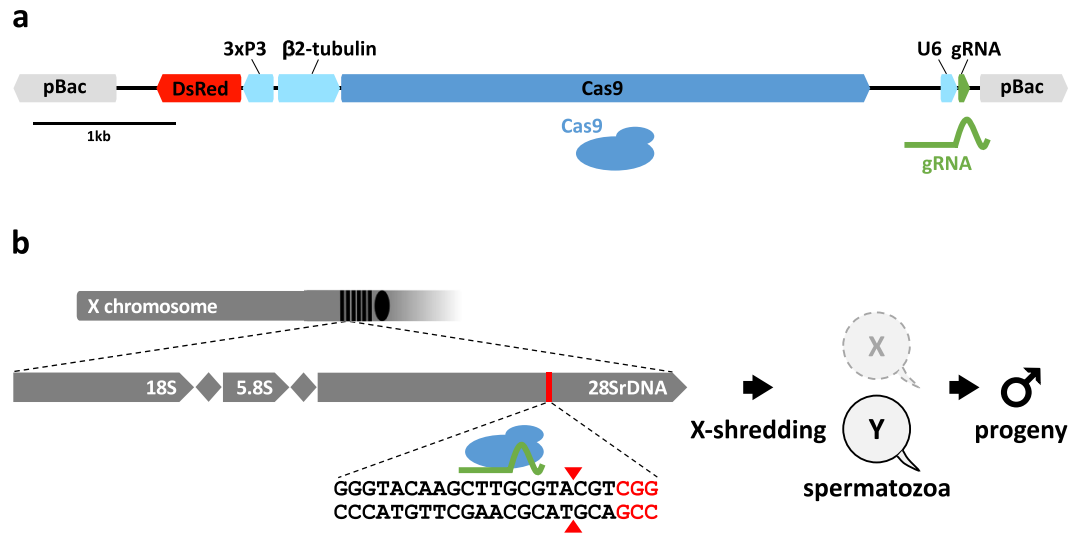 a
3xP3 β2-tubulin U6 gRNA
pBac DsRed Cas9 pBac
1kb
Cas9
gRNA
b
X chromosome
18S 5.8S 28SrDNA
X-shredding
X
Y
spermatozoa
progeny
GGGTACAAGCTTGCGTACGTCGG
CCCATGTTCGAACGCATGCAGCC